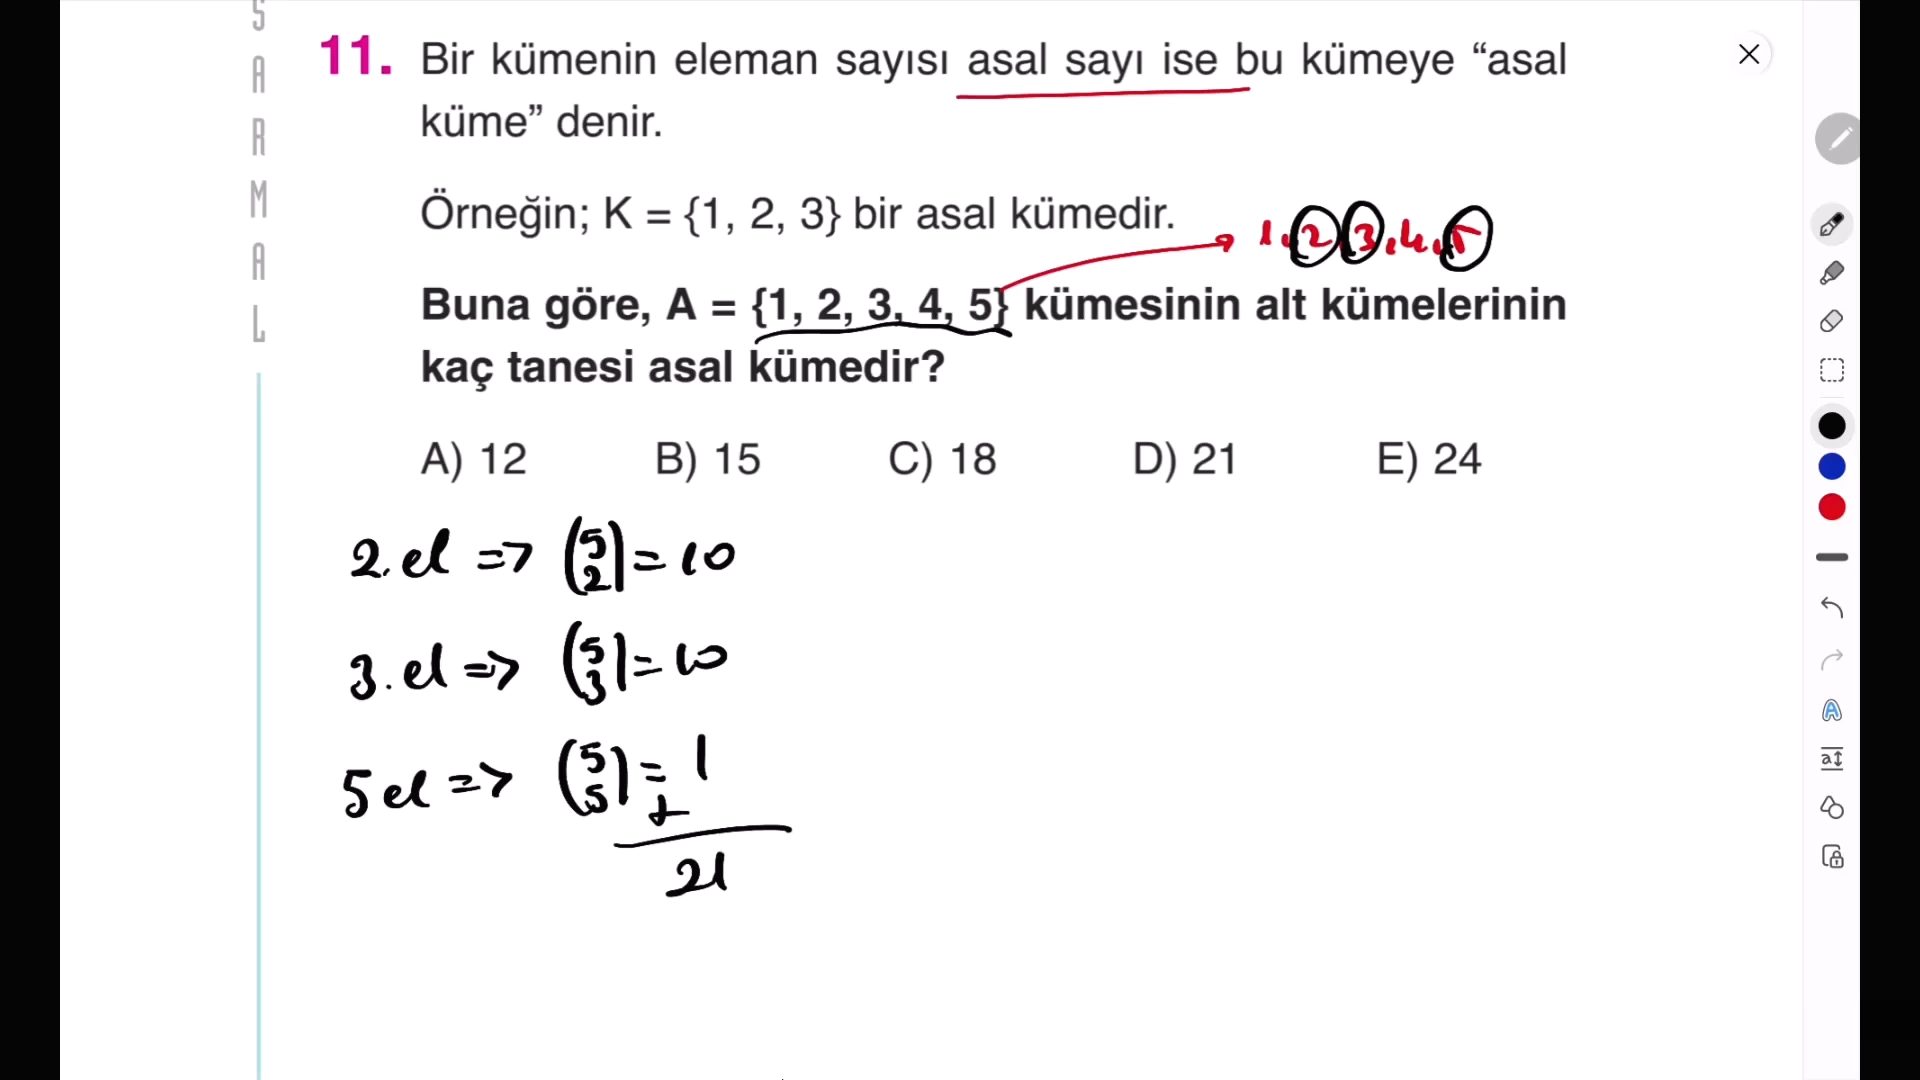 SARMAL
11. Bir kümenin eleman sayısı asal sayı ise bu kümeye “asal
küme” denir.
Örneğin; K = {1, 2, 3} bir asal kümedir.
1, 2, 3, 4, 5
Buna göre, A = {1, 2, 3, 4, 5} kümesinin alt kümelerinin
kaç tanesi asal kümedir?
A) 12 B) 15 C) 18 D) 21 E) 24
2. el => (5 2) = 10
3. el => (5 3) = 10
5 el => (5 5) = 1
+
21